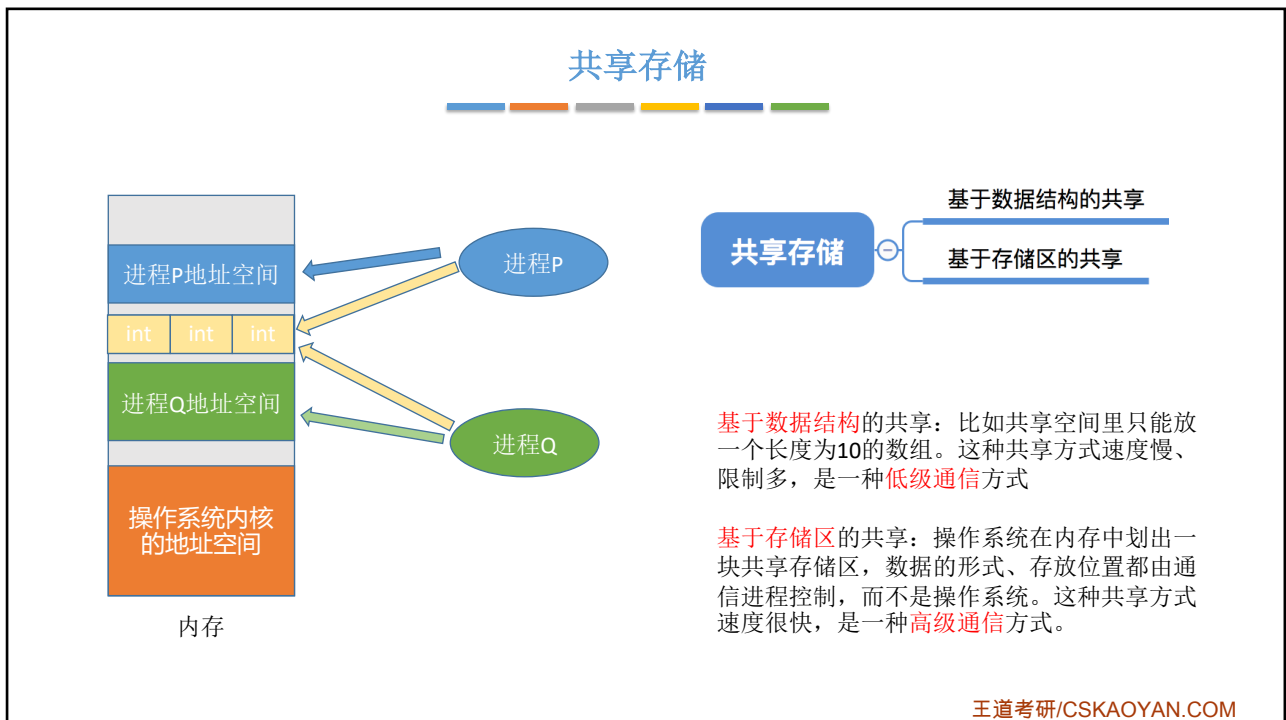 共享存储
进程P地址空间
int int int
进程Q地址空间
操作系统内核
的地址空间
内存
进程P
进程Q
共享存储
基于数据结构的共享
基于存储区的共享
基于数据结构的共享：比如共享空间里只能放
一个长度为10的数组。这种共享方式速度慢、
限制多，是一种低级通信方式
基于存储区的共享：操作系统在内存中划出一
块共享存储区，数据的形式、存放位置都由通
信进程控制，而不是操作系统。这种共享方式
速度很快，是一种高级通信方式。
王道考研/CSKAOYAN.COM